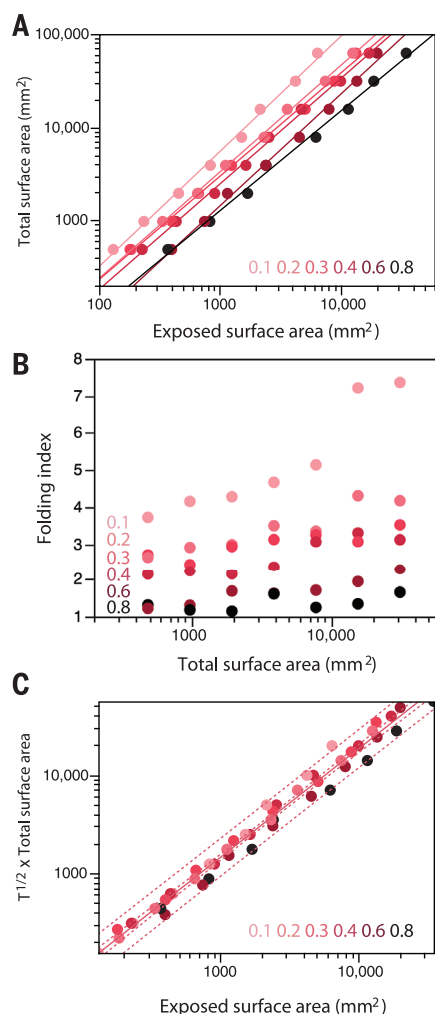 A
100,000
10,000
1000
Total surface area (mm²)
0.1 0.2 0.3 0.4 0.6 0.8
100 1000 10,000
Exposed surface area (mm²)
B
8
7
6
5
4
3
2
1
Folding index
0.1
0.2
0.3
0.4
0.6
0.8
1000 10,000
Total surface area (mm²)
C
10,000
1000
T¹/² x Total surface area
0.1 0.2 0.3 0.4 0.6 0.8
1000 10,000
Exposed surface area (mm²)